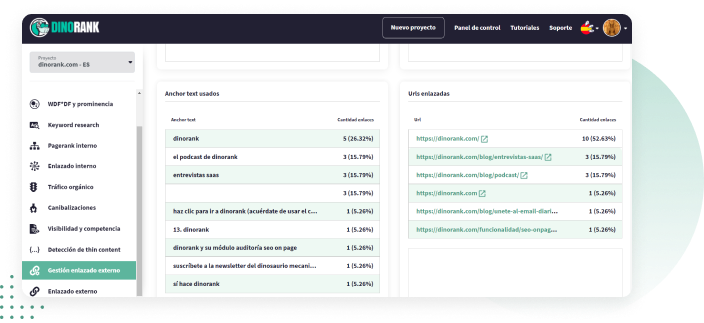 DINORANK
Nuevo proyecto
Panel de control
Tutoriales
Soporte
Proyecto
dinorank.com - ES
WDF*IDF y prominencia
Keyword research
Pagerank interno
Enlazado interno
Tráfico orgánico
Canibalizaciones
Visibilidad y competencia
(...) Detección de thin content
Gestión enlazado externo
Enlazado externo
Anchor text usados
Anchor text Cantidad enlaces
dinorank 5 (26.32%)
el podcast de dinorank 3 (15.79%)
entrevistas saas 3 (15.79%)
3 (15.79%)
haz clic para ir a dinorank (acuérdate de usar el c... 1 (5.26%)
13. dinorank 1 (5.26%)
dinorank y su módulo auditoría seo on page 1 (5.26%)
suscríbete a la newsletter del dinosaurio mecani... 1 (5.26%)
sí hace dinorank 1 (5.26%)
Urls enlazadas
Url Cantidad enlaces
https://dinorank.com/ 10 (52.63%)
https://dinorank.com/blog/entrevistas-saas/ 3 (15.79%)
https://dinorank.com/blog/podcast/ 3 (15.79%)
https://dinorank.com 1 (5.26%)
https://dinorank.com/blog/unete-al-email-diari... 1 (5.26%)
https://dinorank.com/funcionalidad/seo-onpag... 1 (5.26%)